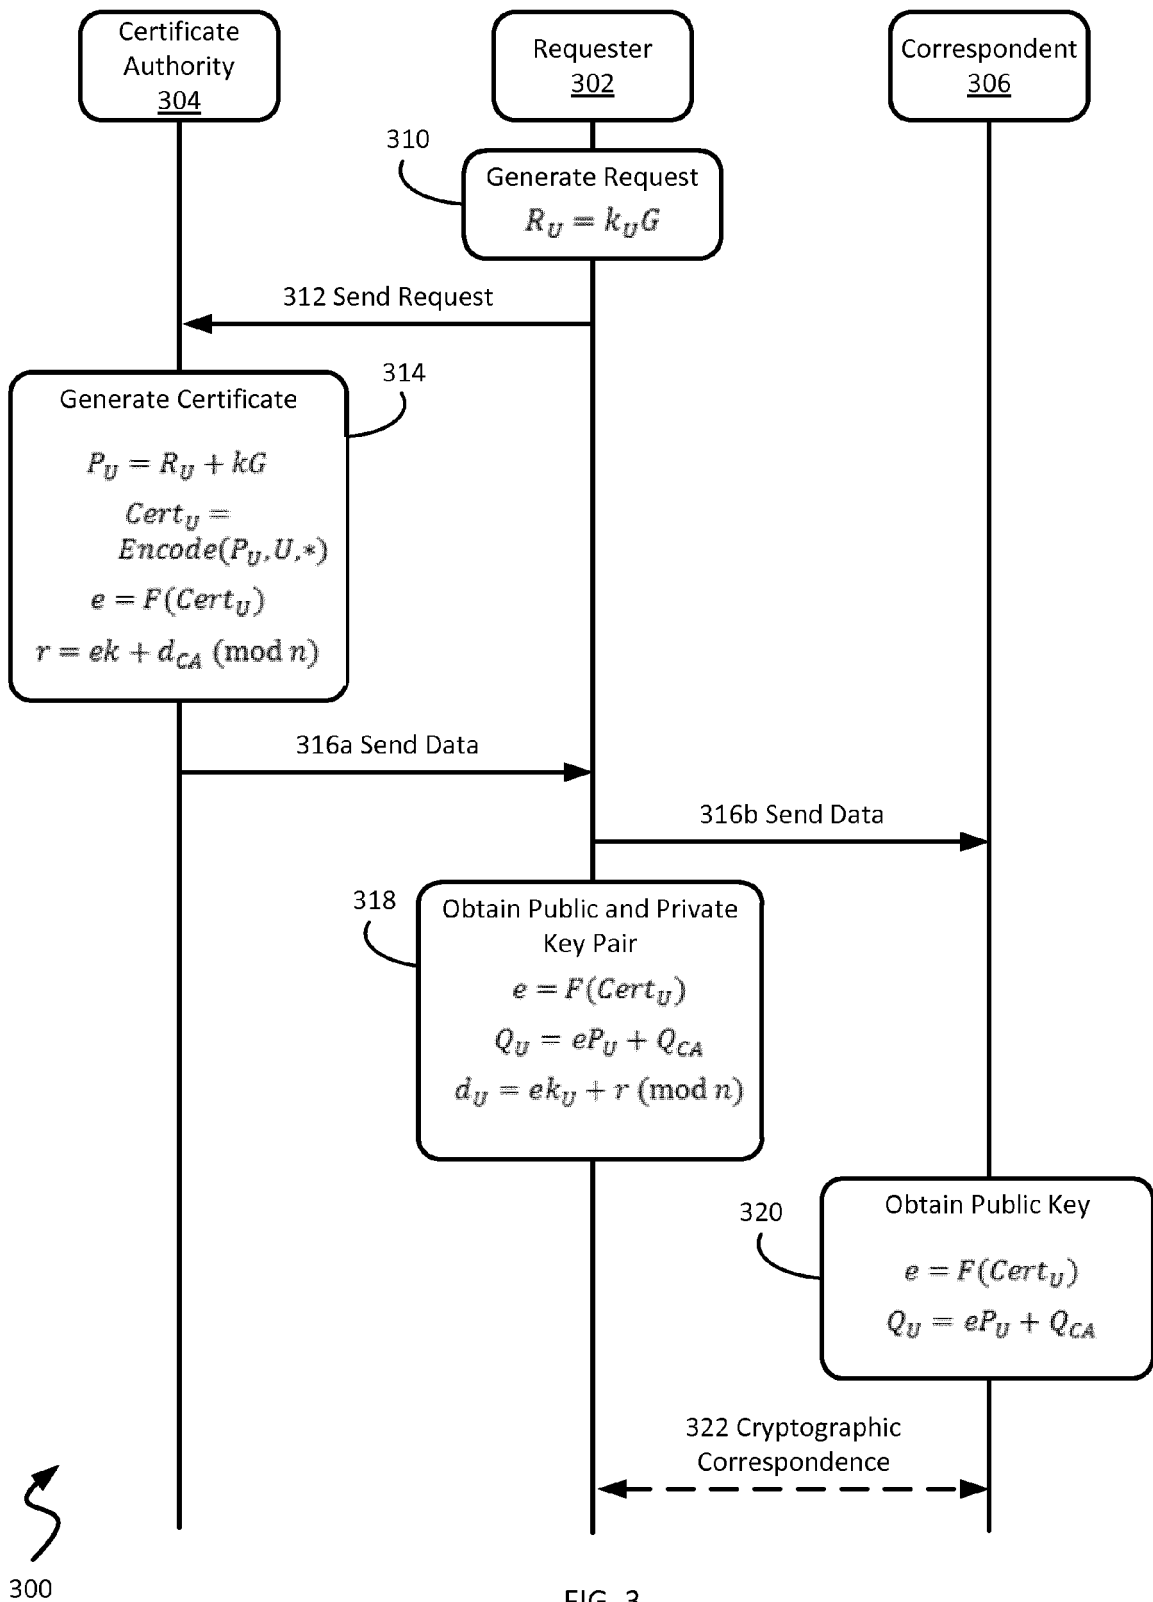 Certificate
Authority
304
Requester
302
Correspondent
306
310
Generate Request
R_U = k_U G
312 Send Request
314
Generate Certificate
P_U = R_U + kG
Cert_U =
Encode(P_U, U, *)
e = F(Cert_U)
r = ek + d_CA (mod n)
316a Send Data
316b Send Data
318
Obtain Public and Private
Key Pair
e = F(Cert_U)
Q_U = eP_U + Q_CA
d_U = ek_U + r (mod n)
320
Obtain Public Key
e = F(Cert_U)
Q_U = eP_U + Q_CA
322 Cryptographic
Correspondence
300
FIG. 3